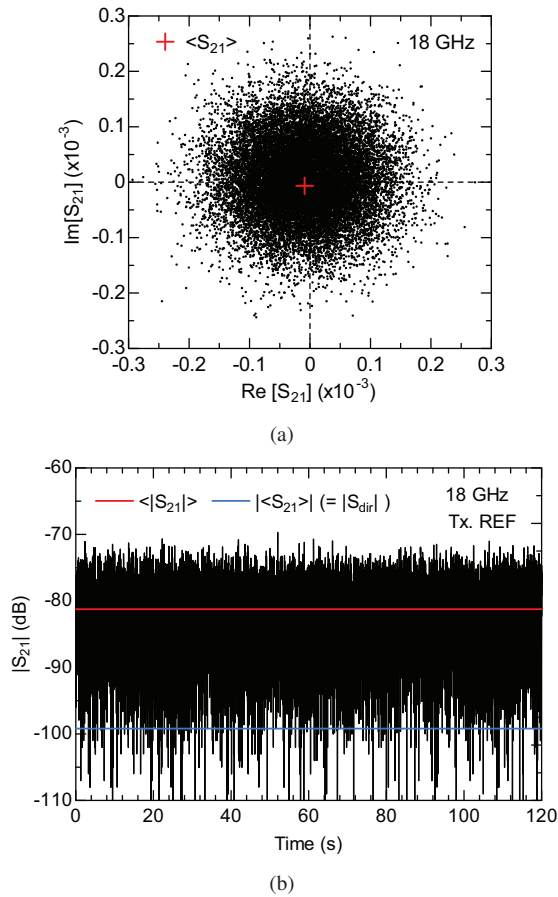 <S₂₁> 18 GHz
0.3
0.2
0.1
0
-0.1
-0.2
-0.3
Im[S₂₁] (x10⁻³)
-0.3 -0.2 -0.1 0 0.1 0.2 0.3
Re [S₂₁] (x10⁻³)
(a)
<|S₂₁|> |<S₂₁>| (= |S_dir| ) 18 GHz
Tx. REF
-60
-70
-80
-90
-100
-110
|S₂₁| (dB)
0 20 40 60 80 100 120
Time (s)
(b)